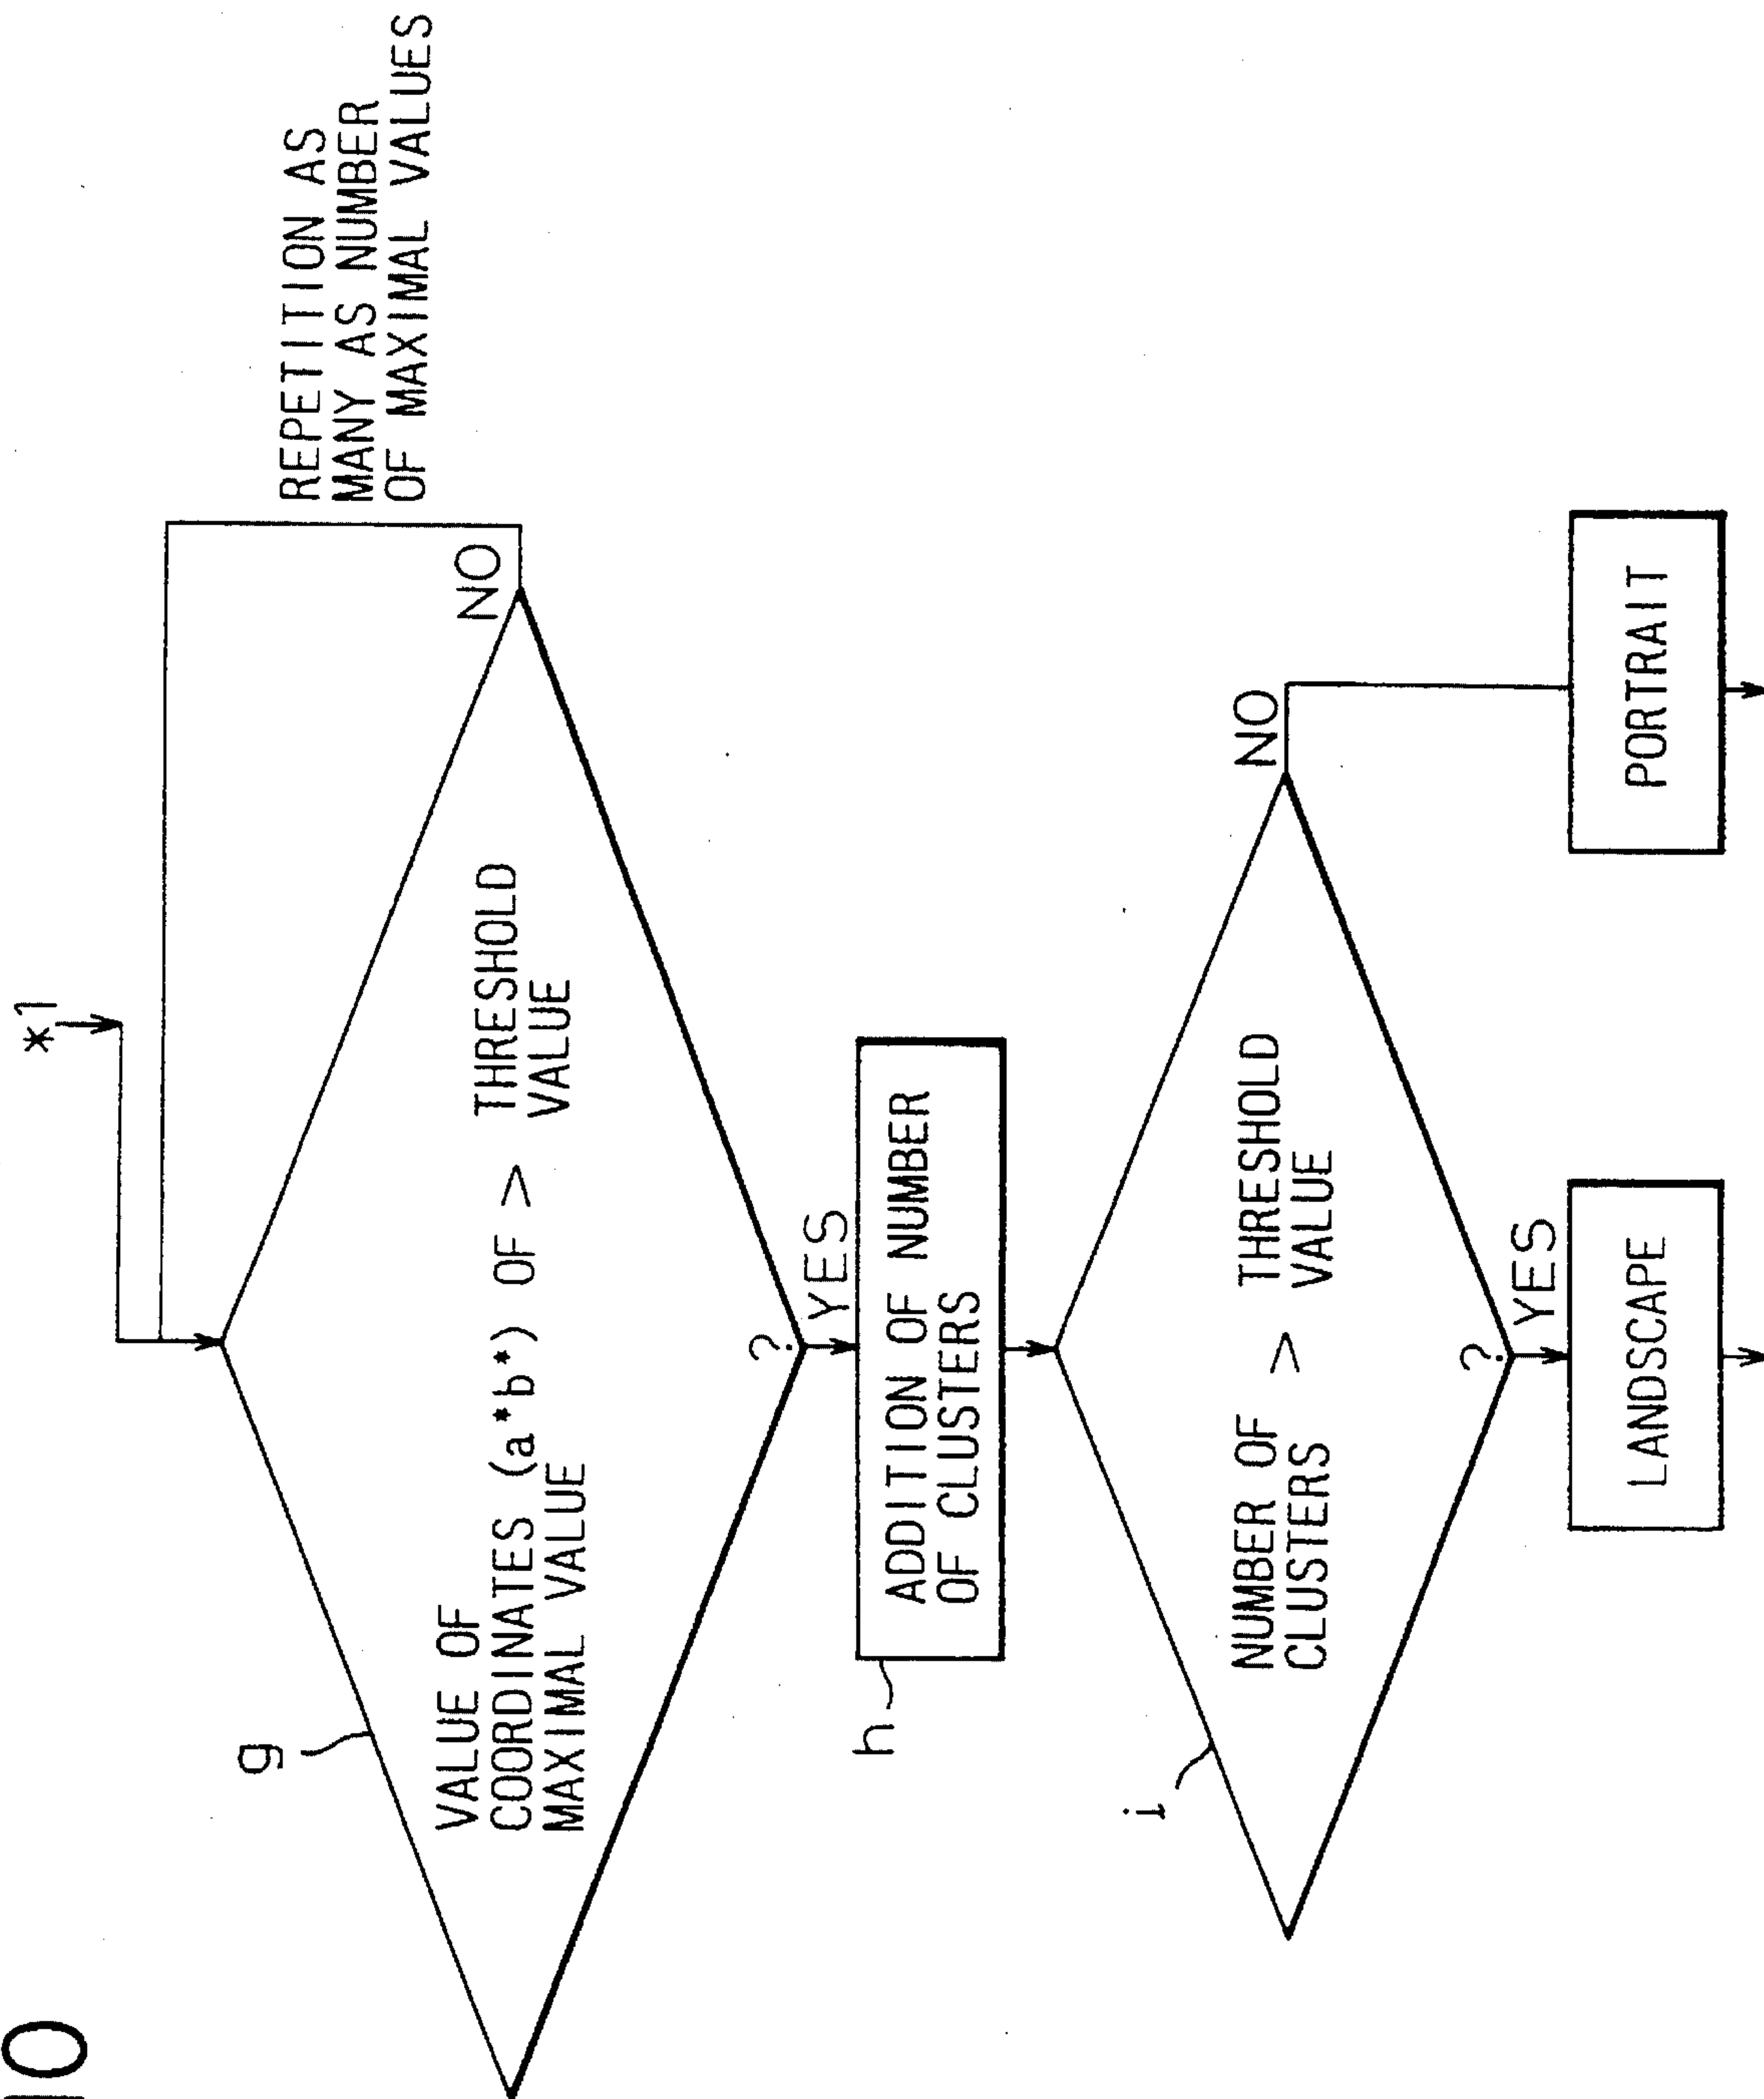 10
*1
REPETITION AS
MANY AS NUMBER
OF MAXIMAL VALUES
g
VALUE OF
COORDINATES (a*b*) OF > THRESHOLD
MAXIMAL VALUE VALUE
?
NO
YES
h
ADDITION OF NUMBER
OF CLUSTERS
i
NUMBER OF > THRESHOLD
CLUSTERS VALUE
?
NO
YES
LANDSCAPE
PORTRAIT